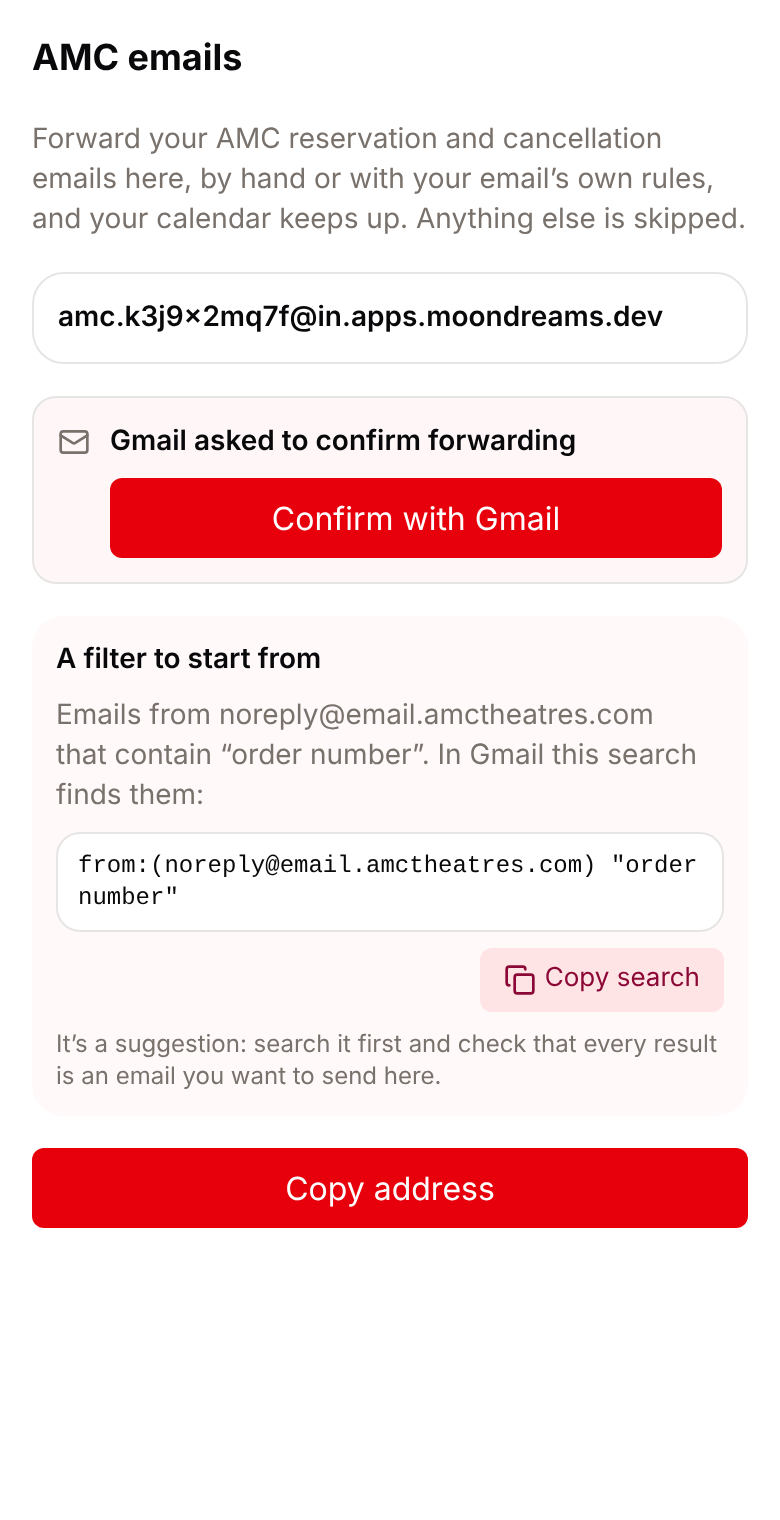 AMC emails
Forward your AMC reservation and cancellation
emails here, by hand or with your email’s own rules,
and your calendar keeps up. Anything else is skipped.
amc.k3j9×2mq7f@in.apps.moondreams.dev
Gmail asked to confirm forwarding
Confirm with Gmail
A filter to start from
Emails from noreply@email.amctheatres.com
that contain “order number”. In Gmail this search
finds them:
from:(noreply@email.amctheatres.com) "order
number"
Copy search
It’s a suggestion: search it first and check that every result
is an email you want to send here.
Copy address